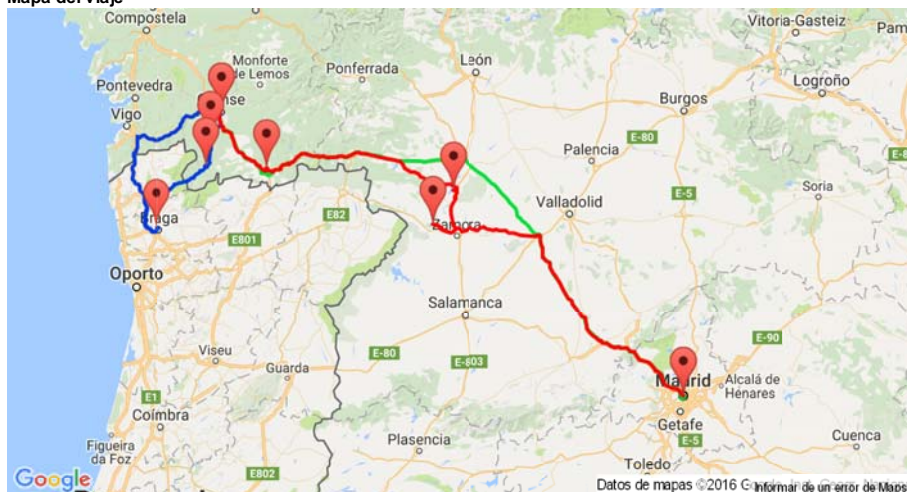 Mapa del Viaje
Compostela
Vitoria-Gasteiz
Pam
Monforte
de Lemos
Ponferrada
León
Pontevedra
Logroño
Vigo
Burgos
E-80
Palencia
E-5
Soria
Valladolid
Braga
E82
Zamora
E801
Oporto
Salamanca
E-90
E-80
E-803
Viseu
Guarda
Madrid
Alcalá de
Henares
E1
Getafe
Coímbra
Plasencia
E-5
Cuenca
Figueira
da Foz
E802
Toledo
Google
Datos de mapas ©2016 G
Informar de un error de Maps